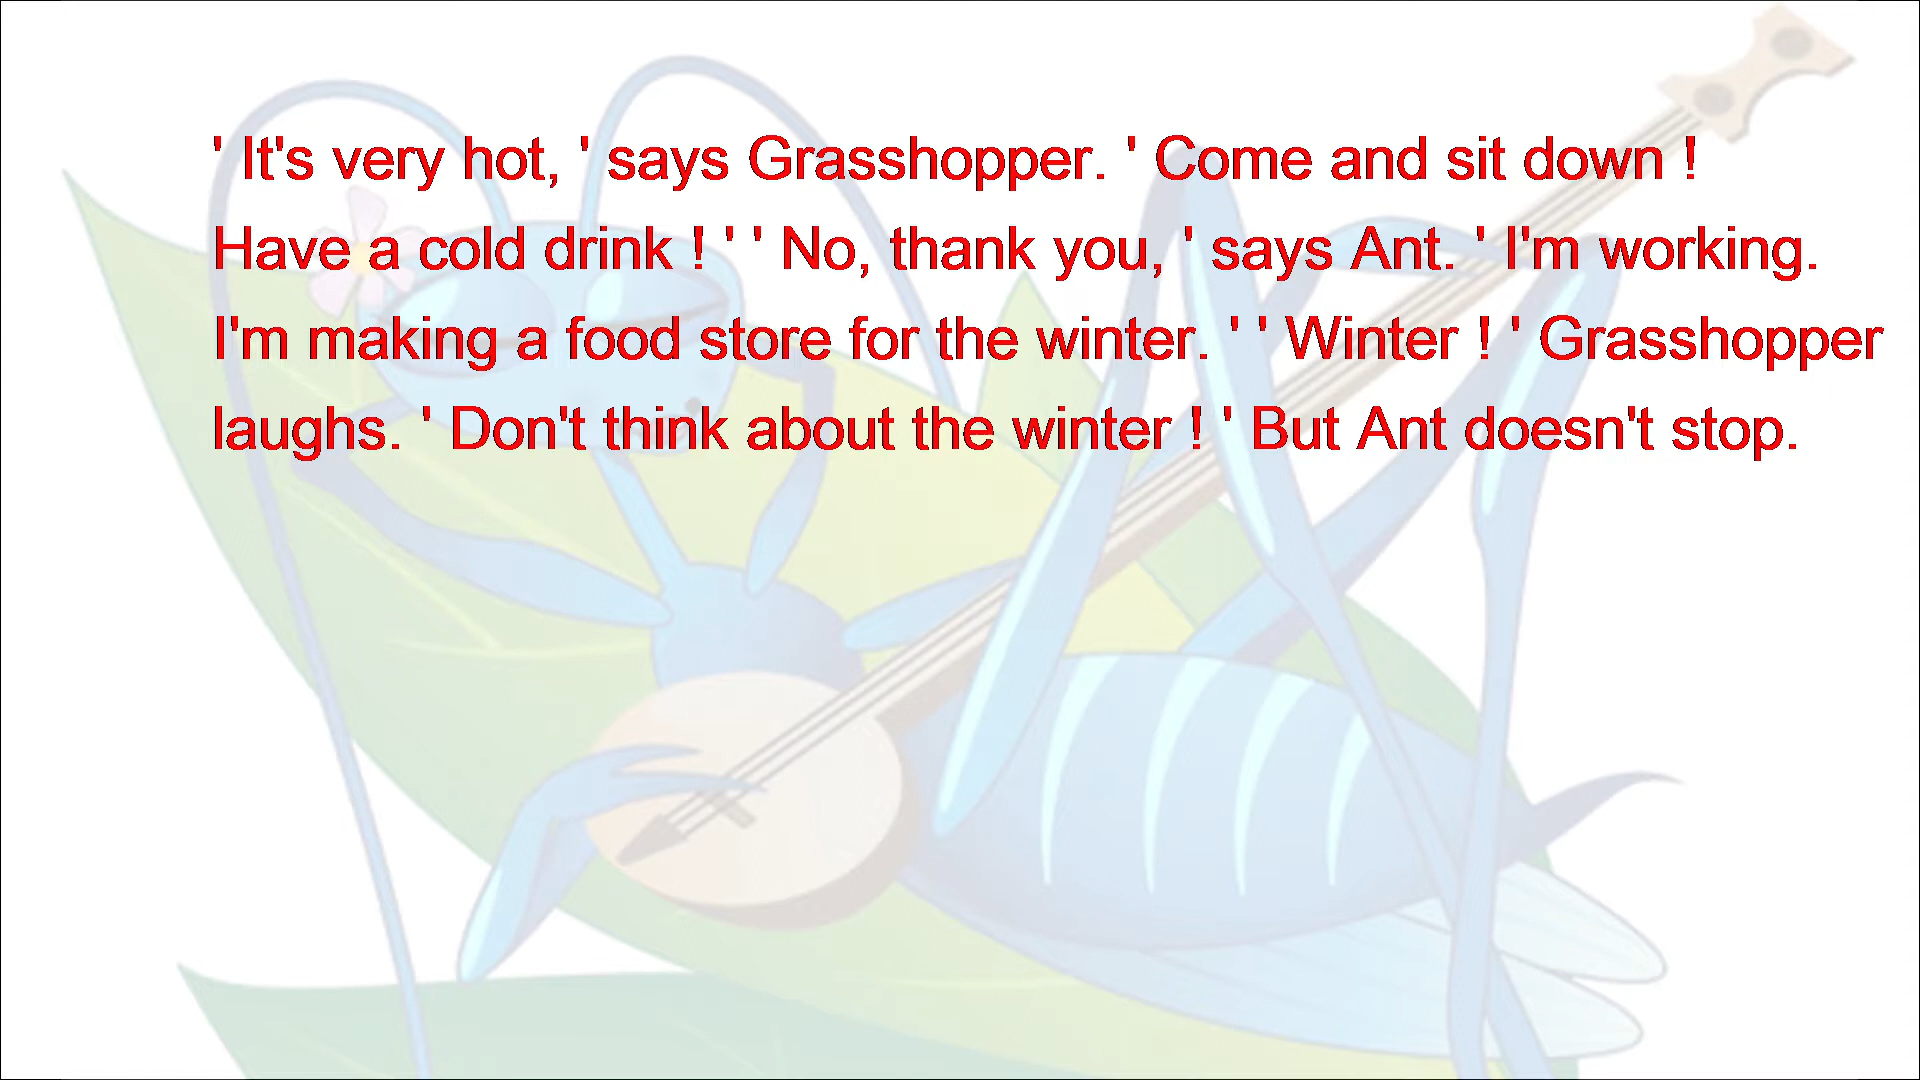 ' It's very hot, ' says Grasshopper. ' Come and sit down !
Have a cold drink ! ' ' No, thank you, ' says Ant. ' I'm working.
I'm making a food store for the winter. ' ' Winter ! ' Grasshopper
laughs. ' Don't think about the winter ! ' But Ant doesn't stop.